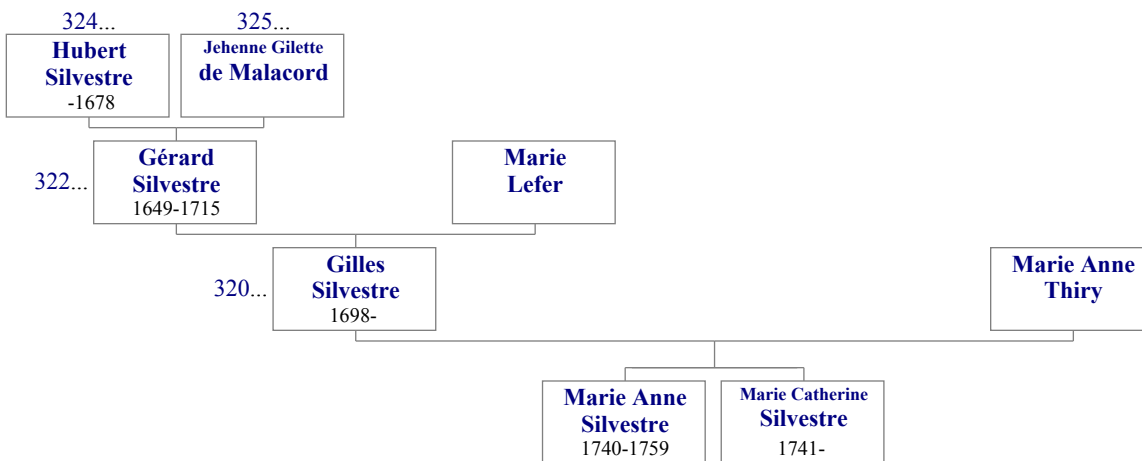 324...
325...
Hubert
Silvestre
-1678
Jehenne Gilette
de Malacord
322...
Gérard
Silvestre
1649-1715
Marie
Lefer
320...
Gilles
Silvestre
1698-
Marie Anne
Thiry
Marie Anne
Silvestre
1740-1759
Marie Catherine
Silvestre
1741-